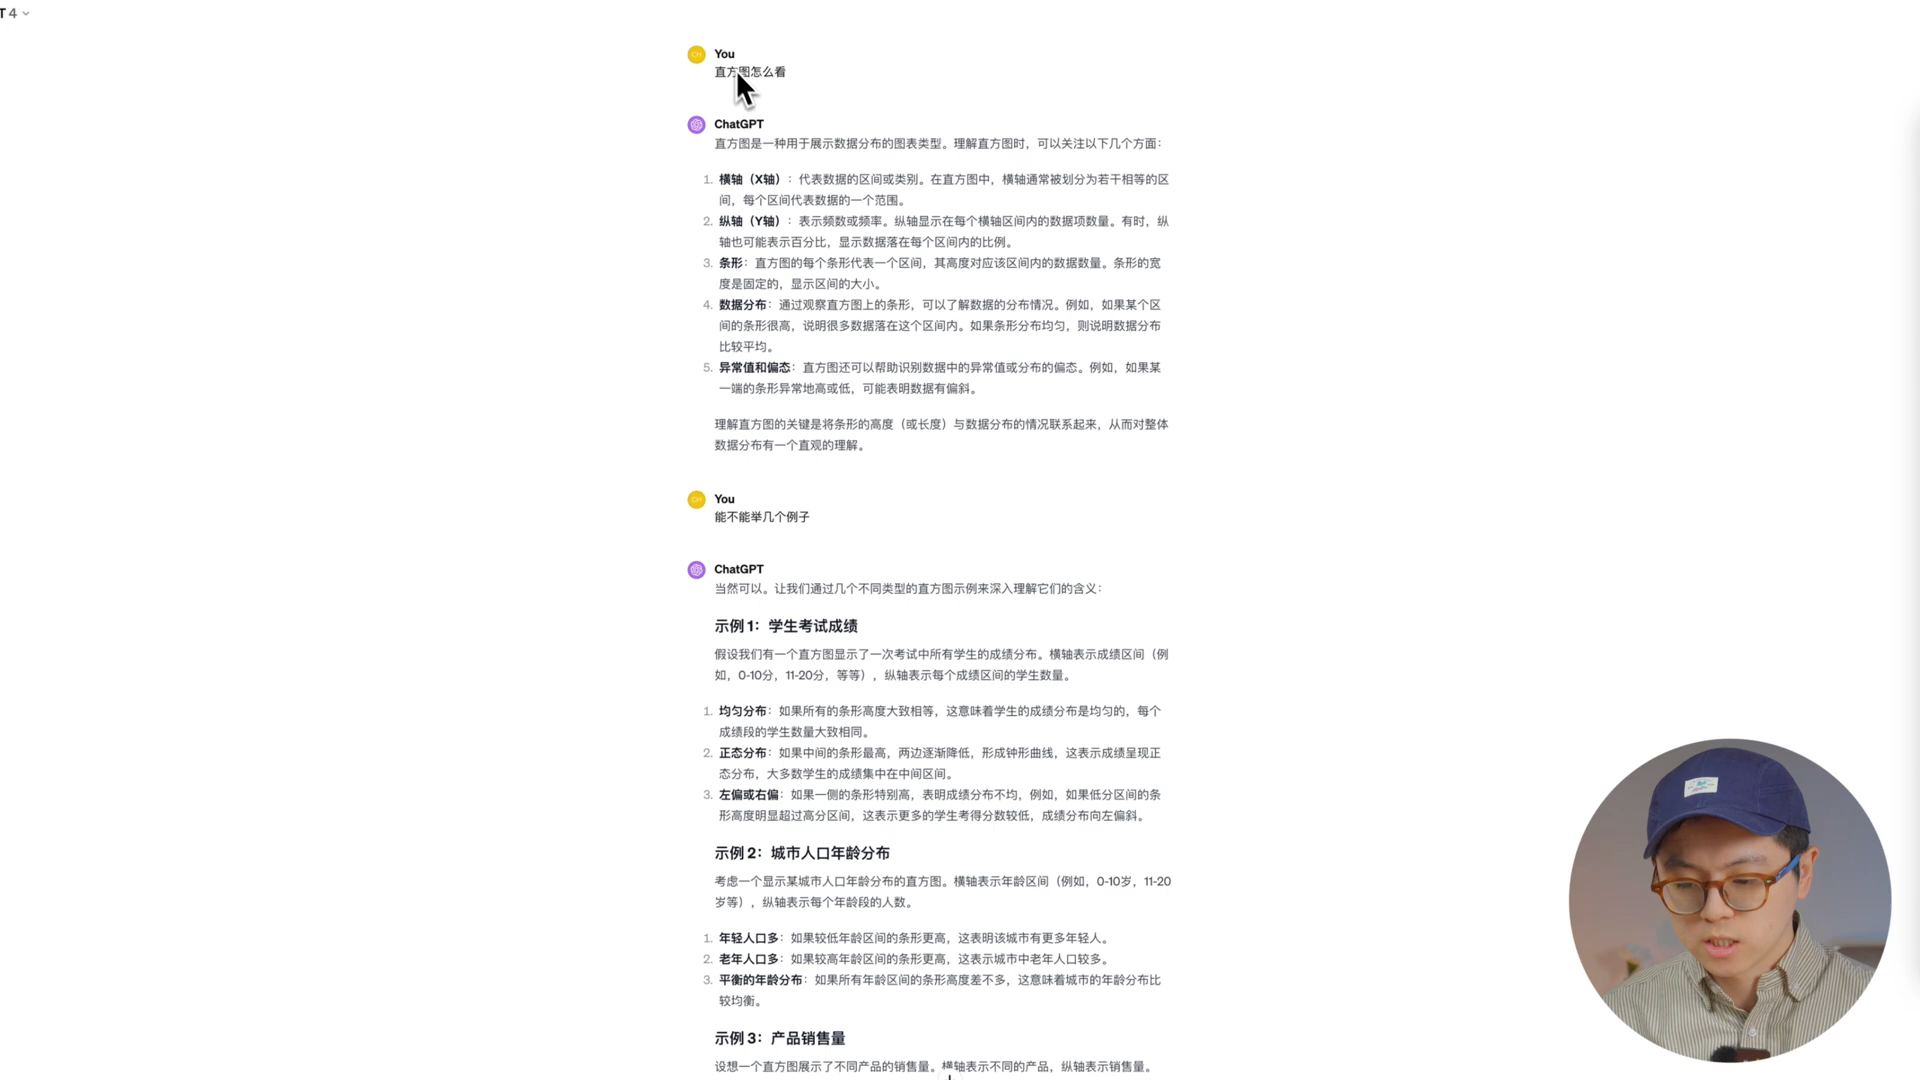 T 4
You
直方图怎么看
ChatGPT
直方图是一种用于展示数据分布的图表类型。理解直方图时，可以关注以下几个方面：
1. 横轴（X轴）：代表数据的区间或类别。在直方图中，横轴通常被划分为若干相等的区
间，每个区间代表数据的一个范围。
2. 纵轴（Y轴）：表示频数或频率。纵轴显示在每个横轴区间内的数据项数量。有时，纵
轴也可能表示百分比，显示数据落在每个区间内的比例。
3. 条形：直方图的每个条形代表一个区间，其高度对应该区间内的数据数量。条形的宽
度是固定的，显示区间的大小。
4. 数据分布：通过观察直方图上的条形，可以了解数据的分布情况。例如，如果某个区
间的条形很高，说明很多数据落在这个区间内。如果条形分布均匀，则说明数据分布
比较平均。
5. 异常值和偏态：直方图还可以帮助识别数据中的异常值或分布的偏态。例如，如果某
一端的条形异常地高或低，可能表明数据有偏斜。
理解直方图的关键是将条形的高度（或长度）与数据分布的情况联系起来，从而对整体
数据分布有一个直观的理解。
You
能不能举几个例子
ChatGPT
当然可以。让我们通过几个不同类型的直方图示例来深入理解它们的含义：
示例 1：学生考试成绩
假设我们有一个直方图显示了一次考试中所有学生的成绩分布。横轴表示成绩区间（例
如，0-10分，11-20分，等等），纵轴表示每个成绩区间的学生数量。
1. 均匀分布：如果所有的条形高度大致相等，这意味着学生的成绩分布是均匀的，每个
成绩段的学生数量大致相同。
2. 正态分布：如果中间的条形最高，两边逐渐降低，形成钟形曲线，这表示成绩呈现正
态分布，大多数学生的成绩集中在中间区间。
3. 左偏或右偏：如果一侧的条形特别高，表明成绩分布不均，例如，如果低分区间的条
形高度明显超过高分区间，这表示更多的学生考得分数较低，成绩分布向左偏斜。
示例 2：城市人口年龄分布
考虑一个显示某城市人口年龄分布的直方图。横轴表示年龄区间（例如，0-10岁，11-20
岁等），纵轴表示每个年龄段的人数。
1. 年轻人口多：如果较低年龄区间的条形更高，这表明该城市有更多年轻人。
2. 老年人口多：如果较高年龄区间的条形更高，这表示城市中老年人口较多。
3. 平衡的年龄分布：如果所有年龄区间的条形高度差不多，这意味着城市的年龄分布比
较均衡。
示例 3：产品销售量
设想一个直方图展示了不同产品的销售量。横轴表示不同的产品，纵轴表示销售量。